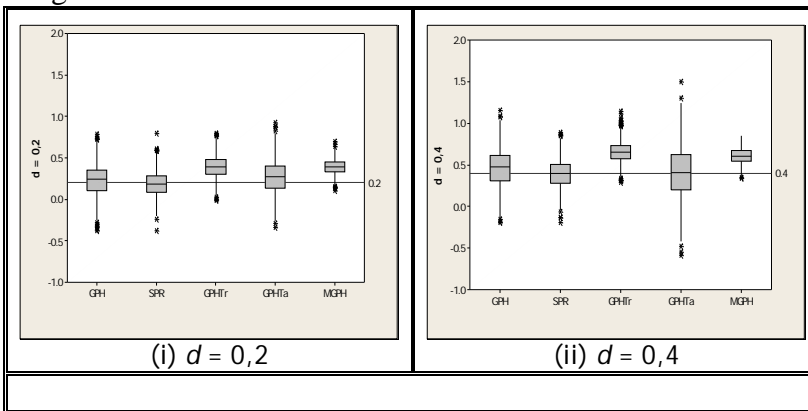 2.0
1.5
1.0
0.5
0.0
-0.5
-1.0
d = 0,2
0.2
GPH SPR GPHTr GPHTa MGPH
(i) d = 0,2
2.0
1.5
1.0
0.5
0.0
-0.5
-1.0
d = 0,4
0.4
GPH SPR GPHTr GPHTa MGPH
(ii) d = 0,4